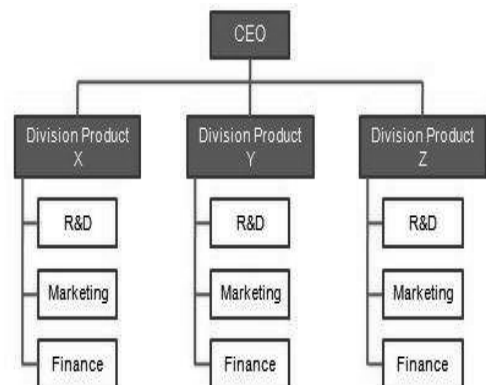 CEO
Division Product
X
Division Product
Y
Division Product
Z
R&D
R&D
R&D
Marketing
Marketing
Marketing
Finance
Finance
Finance